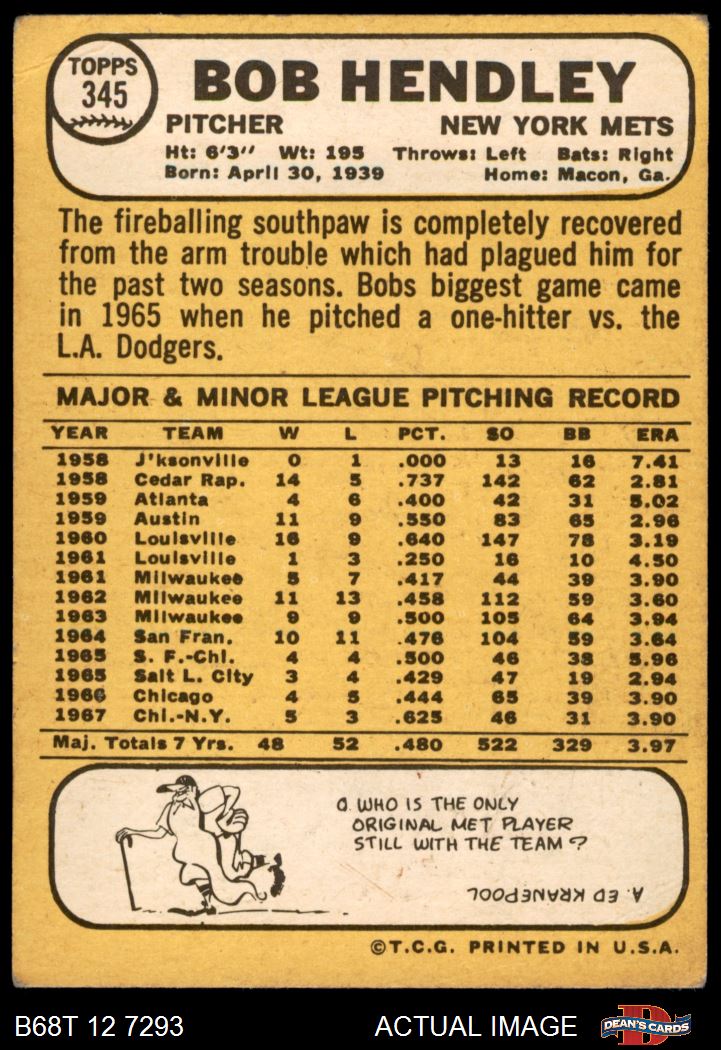 TOPPS
345
BOB HENDLEY
PITCHER NEW YORK METS
Ht: 6'3" Wt: 195 Throws: Left Bats: Right
Born: April 30, 1939 Home: Macon, Ga.
The fireballing southpaw is completely recovered
from the arm trouble which had plagued him for
the past two seasons. Bobs biggest game came
in 1965 when he pitched a one-hitter vs. the
L.A. Dodgers.
MAJOR & MINOR LEAGUE PITCHING RECORD
YEAR TEAM W L PCT. SO BB ERA
1958 J'ksonville 0 1 .000 13 16 7.41
1958 Cedar Rap. 14 5 .737 142 62 2.81
1959 Atlanta 4 6 .400 42 31 5.02
1959 Austin 11 9 .550 83 65 2.96
1960 Louisville 16 9 .640 147 78 3.19
1961 Louisville 1 3 .250 16 10 4.50
1961 Milwaukee 5 7 .417 44 39 3.90
1962 Milwaukee 11 13 .458 112 59 3.60
1963 Milwaukee 9 9 .500 105 64 3.94
1964 San Fran. 10 11 .476 104 59 3.64
1965 S. F.-Chi. 4 4 .500 46 38 5.96
1965 Salt L. City 3 4 .429 47 19 2.94
1966 Chicago 4 5 .444 65 39 3.90
1967 Chi.-N.Y. 5 3 .625 46 31 3.90
Maj. Totals 7 Yrs. 48 52 .480 522 329 3.97
Q. WHO IS THE ONLY
ORIGINAL MET PLAYER
STILL WITH THE TEAM?
A. ED KRANEPOOL
©T.C.G. PRINTED IN U.S.A.
B68T 12 7293 ACTUAL IMAGE D DEAN'S CARDS